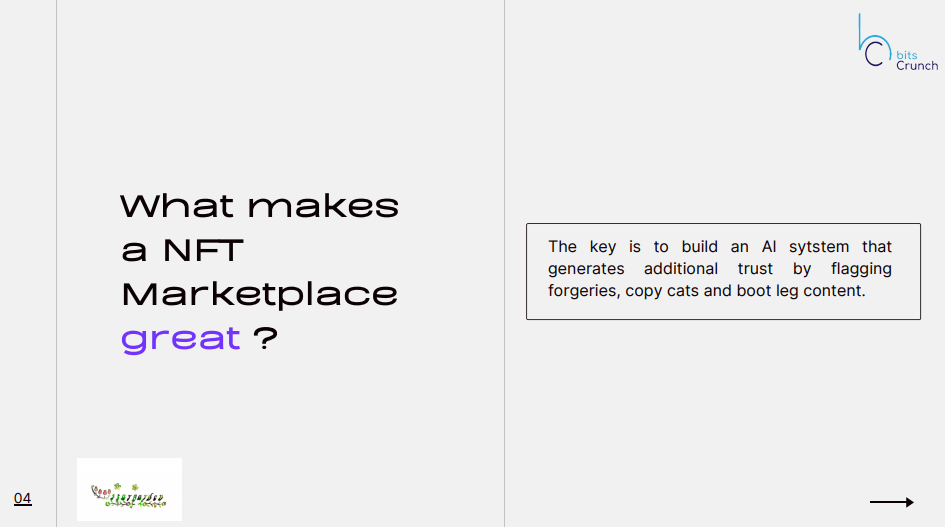 bits
Crunch
What makes
a NFT
Marketplace
great ?
The key is to build an AI sytstem that
generates additional trust by flagging
forgeries, copy cats and boot leg content.
04